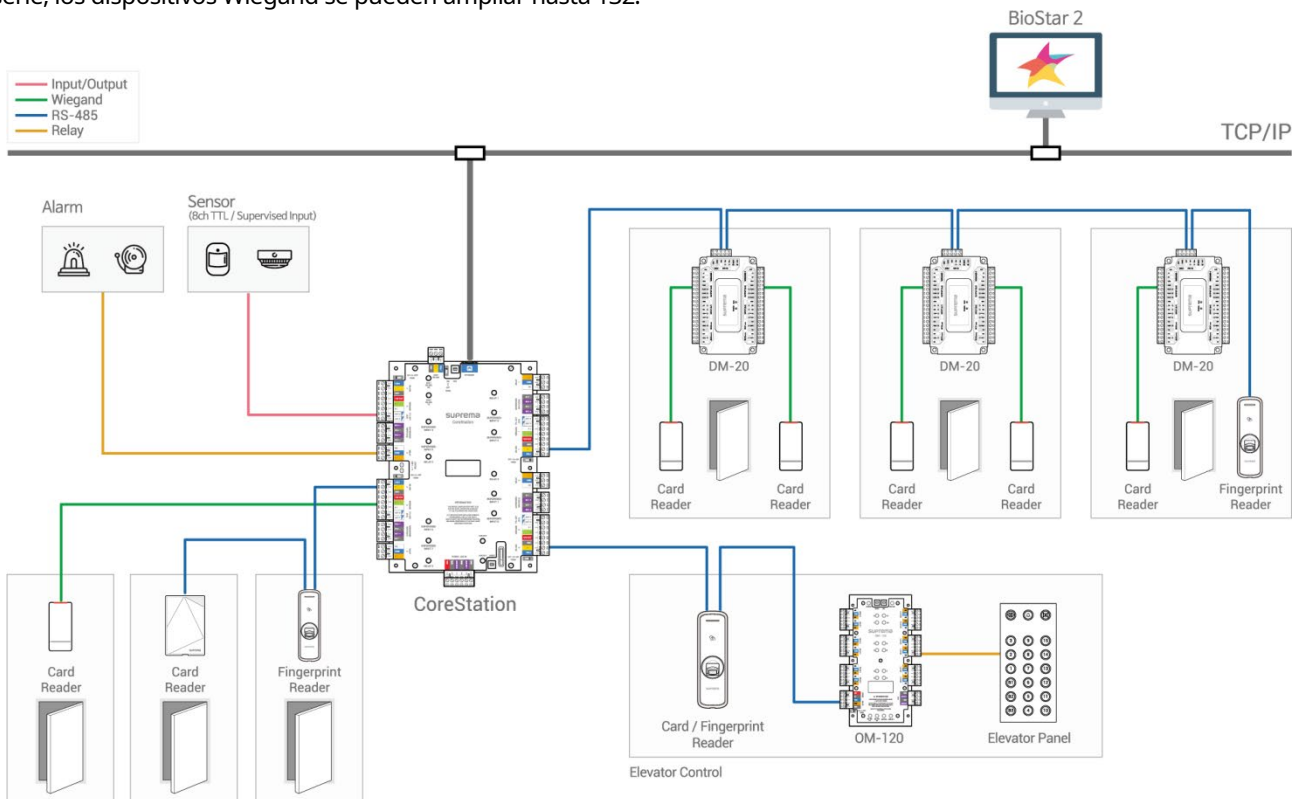 serie, los dispositivos Wiegand se pueden ampliar hasta 132.
BioStar 2
Input/Output
Wiegand
RS-485
Relay
TCP/IP
Alarm
Sensor
(8ch TTL / Supervised Input)
DM-20
DM-20
DM-20
suprema
CoreStation
Card
Reader
Card
Reader
Card
Reader
Card
Reader
Card
Reader
Fingerprint
Reader
CoreStation
Card
Reader
Card
Reader
Fingerprint
Reader
Card / Fingerprint
Reader
suprema
OM-120
Elevator Panel
Elevator Control